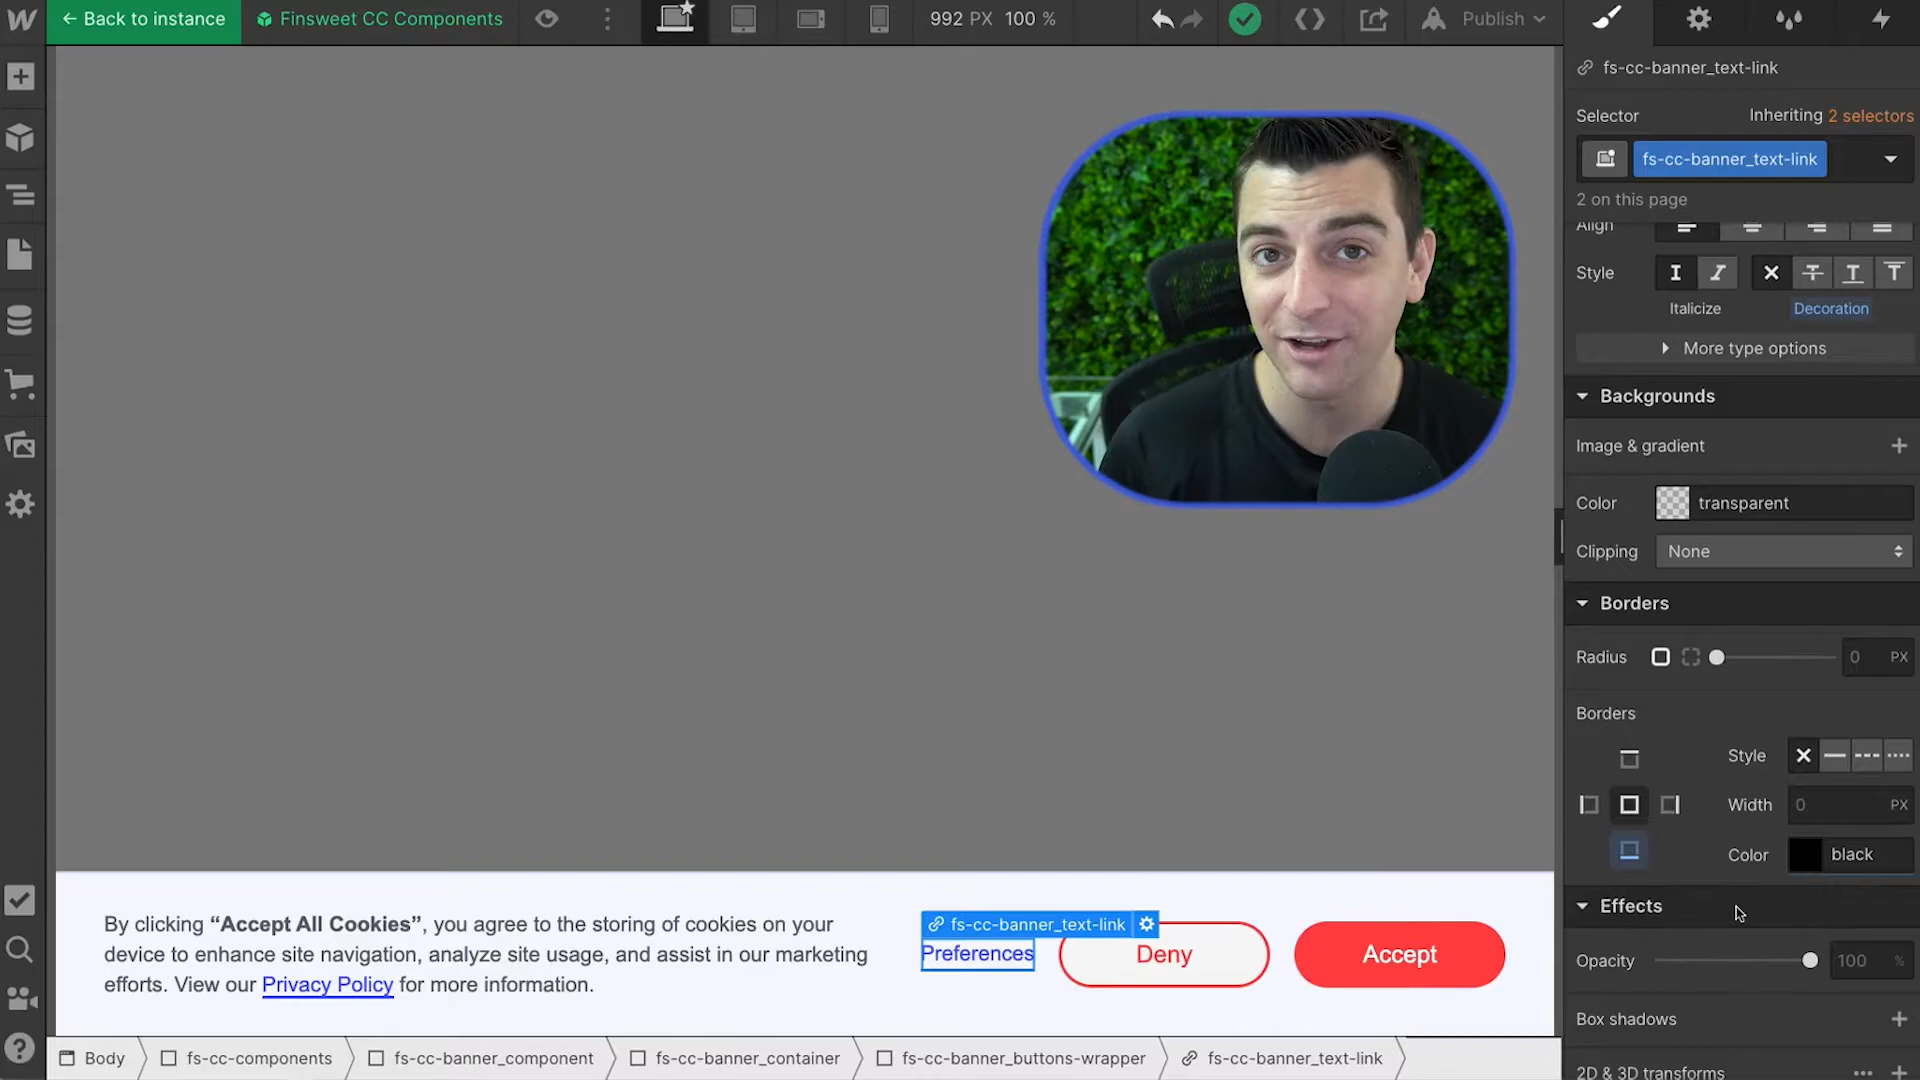 Back to instance
Finsweet CC Components
992 PX 100 %
Publish
fs-cc-banner_text-link
Selector
Inheriting 2 selectors
fs-cc-banner_text-link
2 on this page
Align
Style
Italicize
Decoration
More type options
Backgrounds
Image & gradient
Color
transparent
Clipping
None
Borders
Radius
0 PX
Borders
Style
Width
0 PX
Color
black
Effects
Opacity
100 %
Box shadows
2D & 3D transforms
By clicking “Accept All Cookies”, you agree to the storing of cookies on your
device to enhance site navigation, analyze site usage, and assist in our marketing
efforts. View our Privacy Policy for more information.
fs-cc-banner_text-link
Preferences
Deny
Accept
Body
fs-cc-components
fs-cc-banner_component
fs-cc-banner_container
fs-cc-banner_buttons-wrapper
fs-cc-banner_text-link